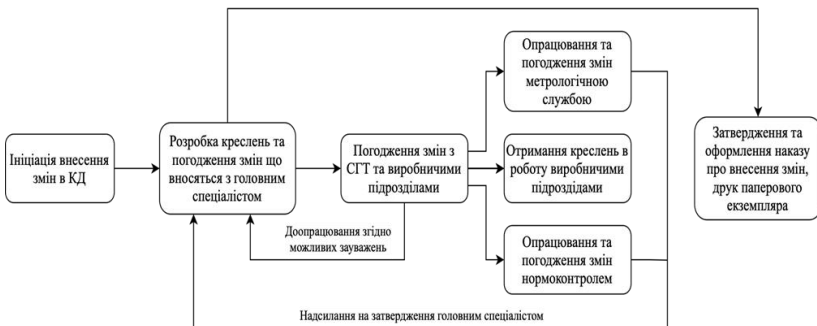 Ініціація внесення
змін в КД
Розробка креслень та
погодження змін що
вносяться з головним
спеціалістом
Погодження змін з
СГТ та виробничими
підрозділами
Опрацювання та
погодження змін
метрологічною
службою
Отримання креслень в
роботу виробничими
підроздідами
Опрацювання та
погодження змін
нормоконтролем
Затвердження та
оформлення наказу
про внесення змін,
друк паперового
екземпляра
Доопрацювання згідно
можливих зауважень
Надсилання на затвердження головним спеціалістом